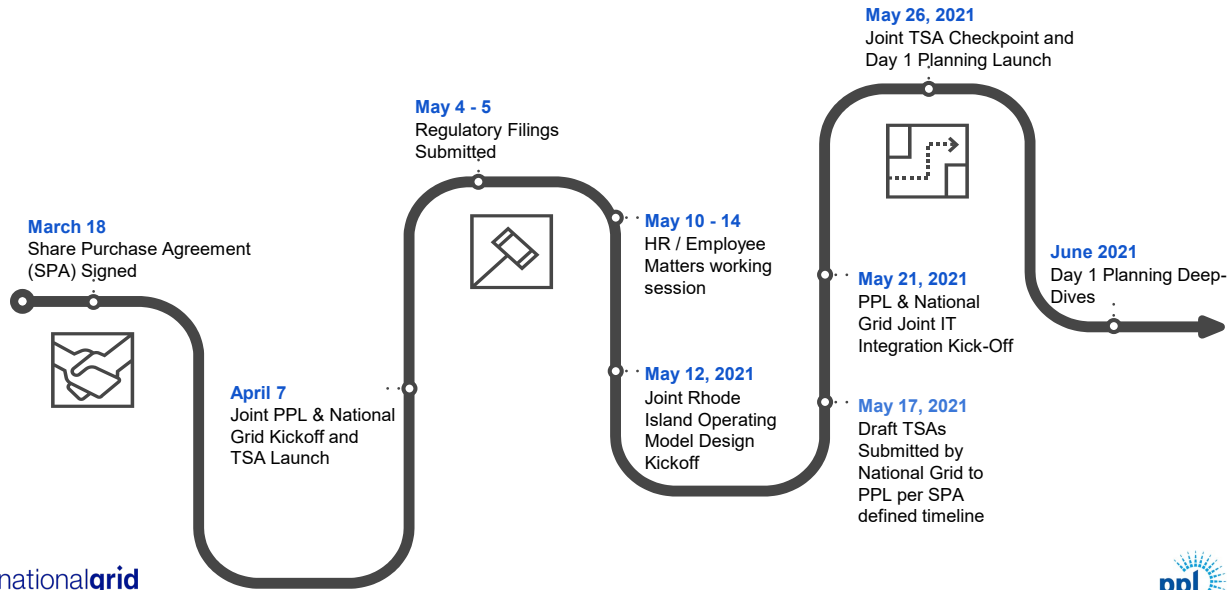 March 18
Share Purchase Agreement
(SPA) Signed
April 7
Joint PPL & National
Grid Kickoff and
TSA Launch
May 4 - 5
Regulatory Filings
Submitted
May 10 - 14
HR / Employee
Matters working
session
May 12, 2021
Joint Rhode
Island Operating
Model Design
Kickoff
May 17, 2021
Draft TSAs
Submitted by
National Grid to
PPL per SPA
defined timeline
May 21, 2021
PPL & National
Grid Joint IT
Integration Kick-Off
May 26, 2021
Joint TSA Checkpoint and
Day 1 Planning Launch
June 2021
Day 1 Planning Deep-
Dives
nationalgrid
ppl